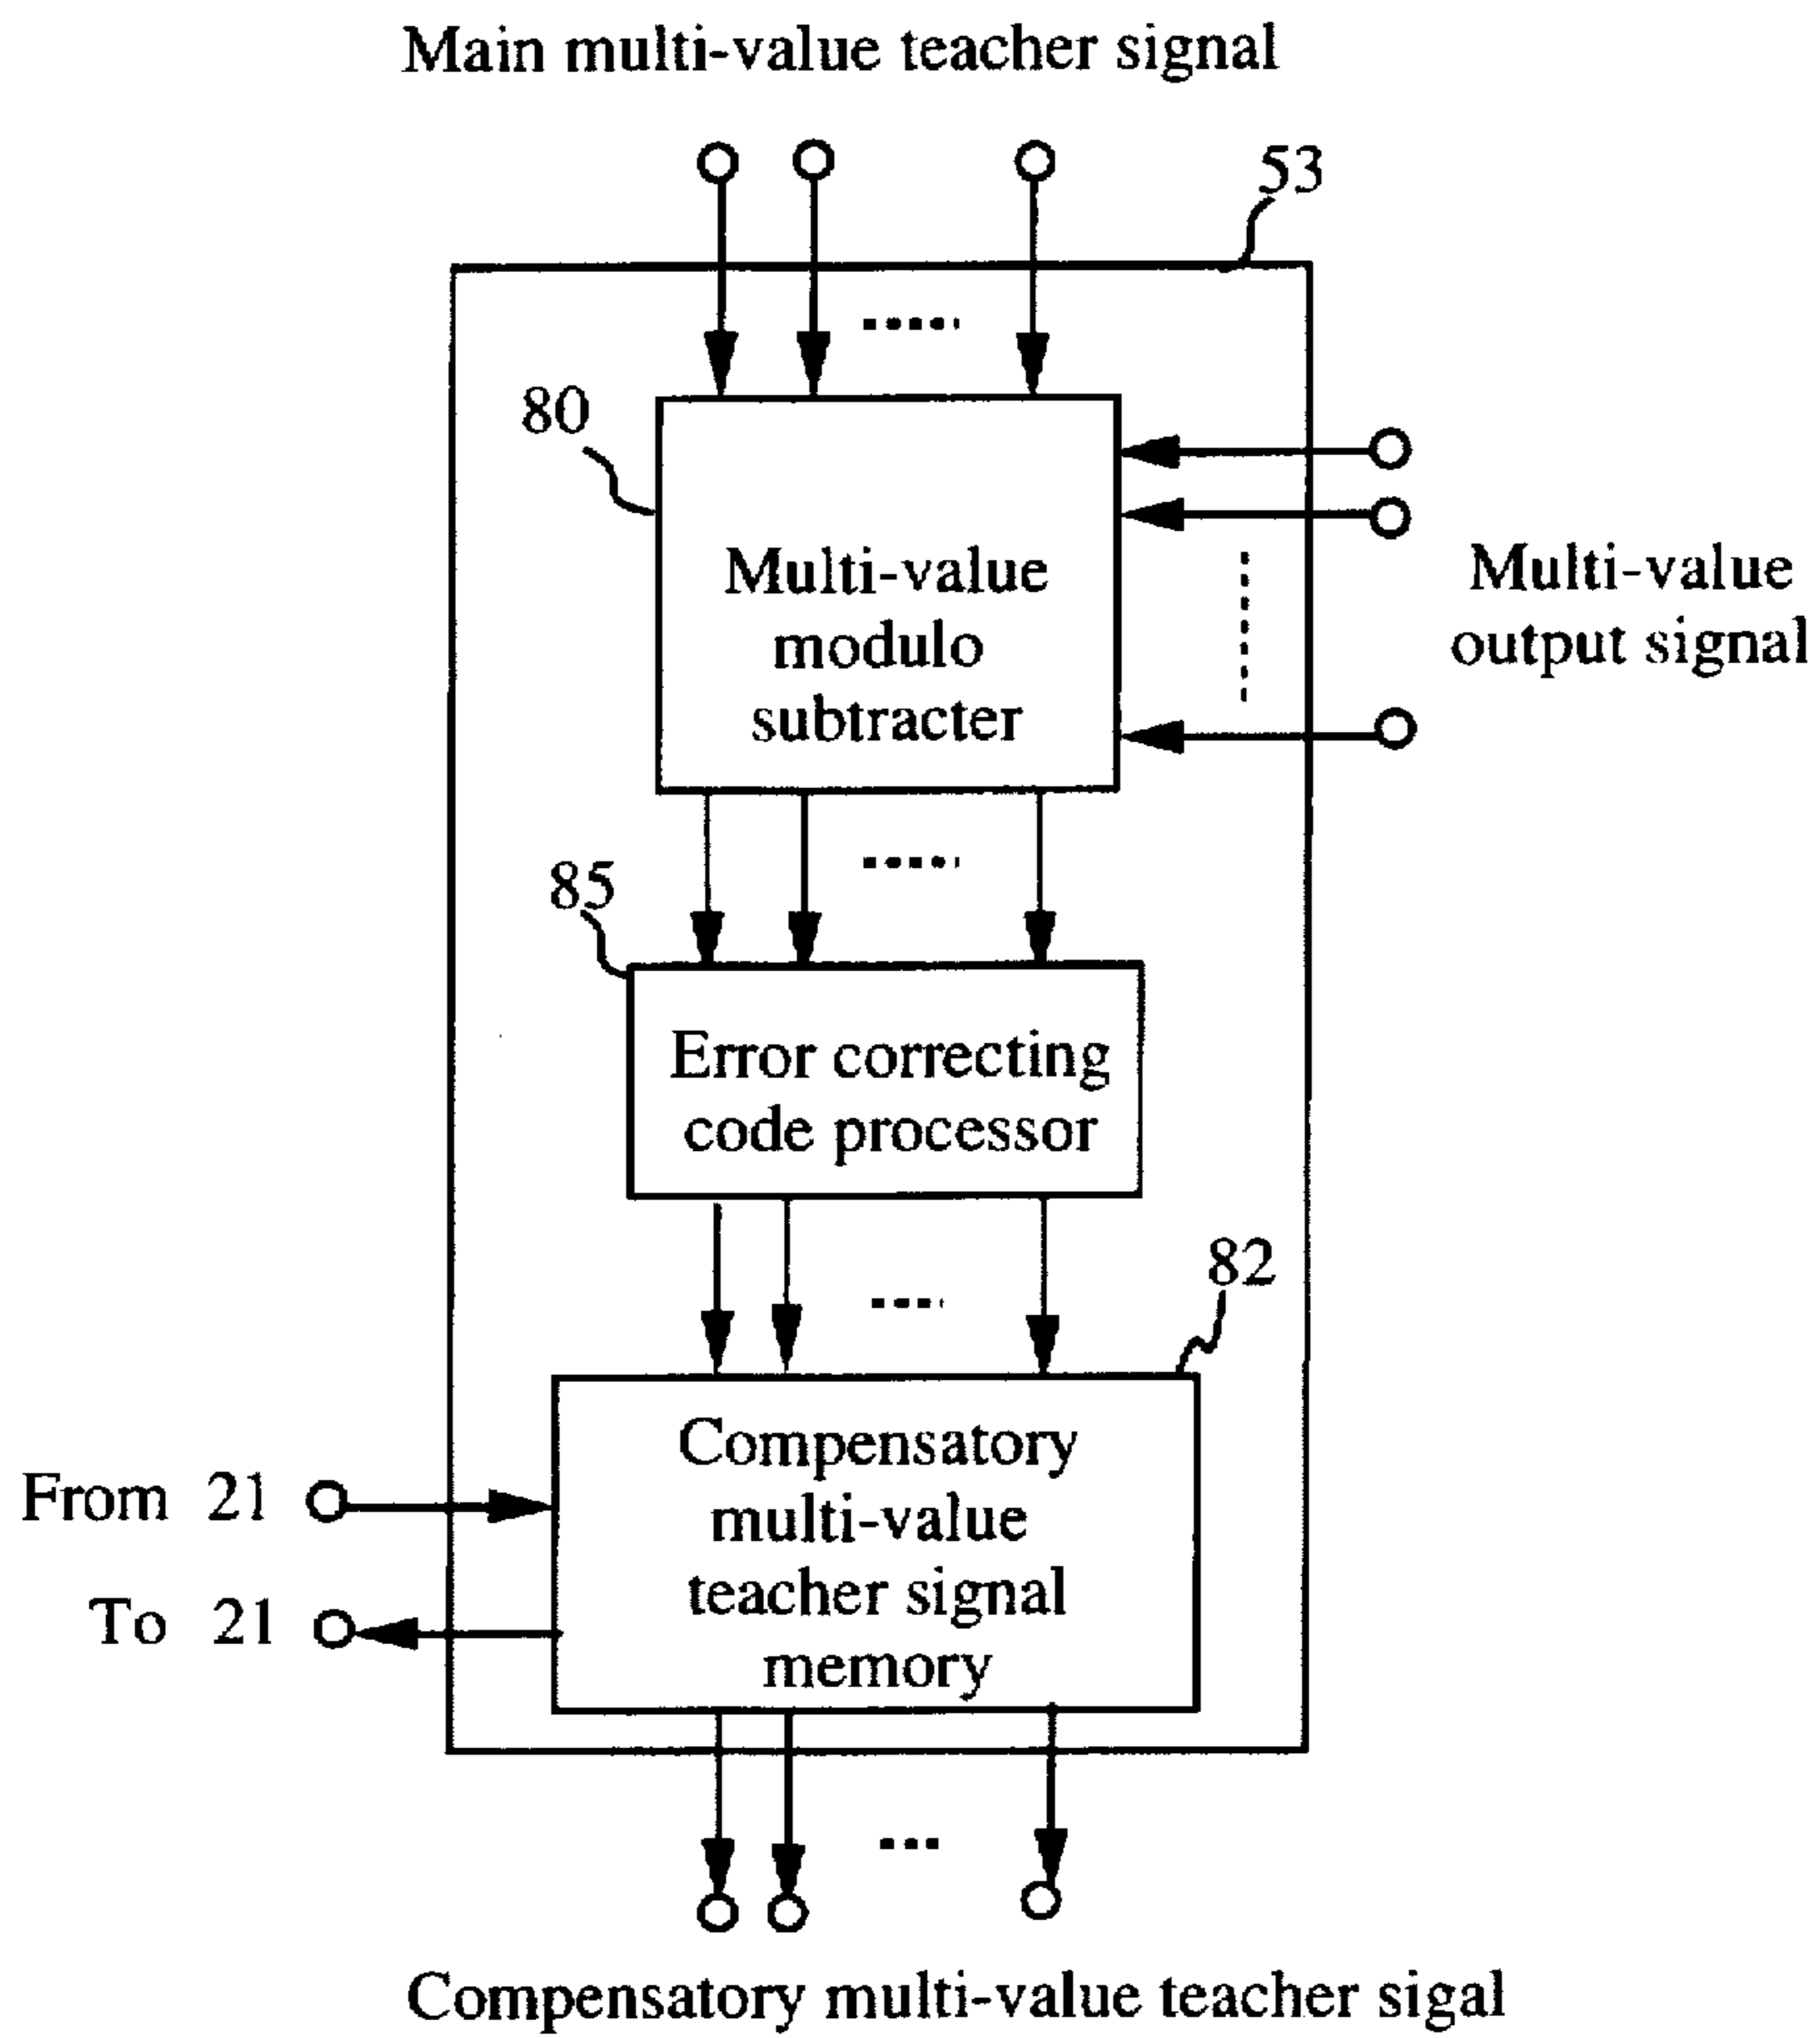 Main multi-value teacher signal
53
80
Multi-value
modulo
subtracter
Multi-value
output signal
85
Error correcting
code processor
82
Compensatory
multi-value
teacher signal
memory
From 21
To 21
Compensatory multi-value teacher sigal